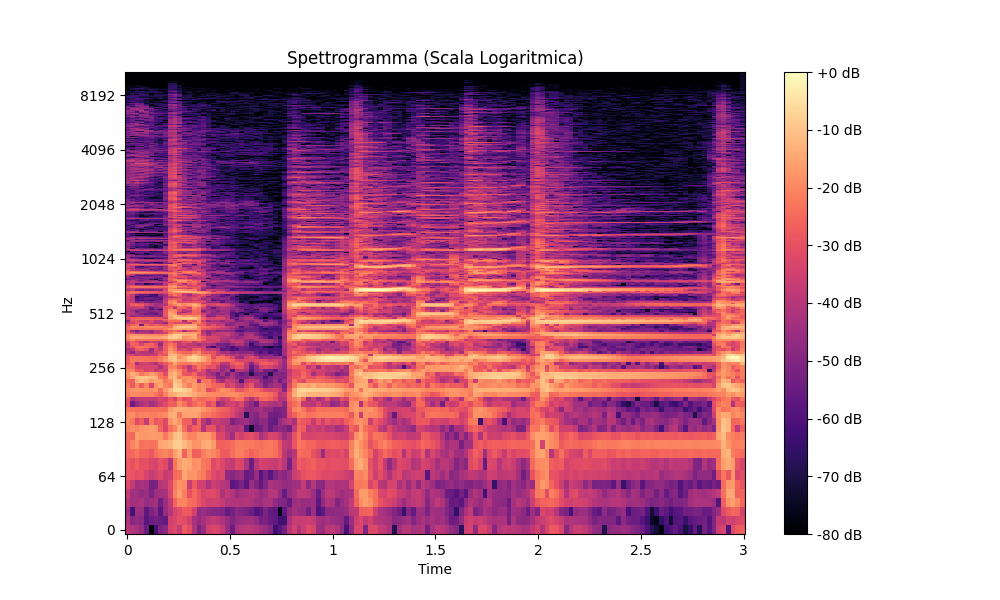 Spettrogramma (Scala Logaritmica)
8192
4096
2048
1024
512
256
128
64
0
Hz
0 0.5 1 1.5 2 2.5 3
Time
+0 dB
-10 dB
-20 dB
-30 dB
-40 dB
-50 dB
-60 dB
-70 dB
-80 dB